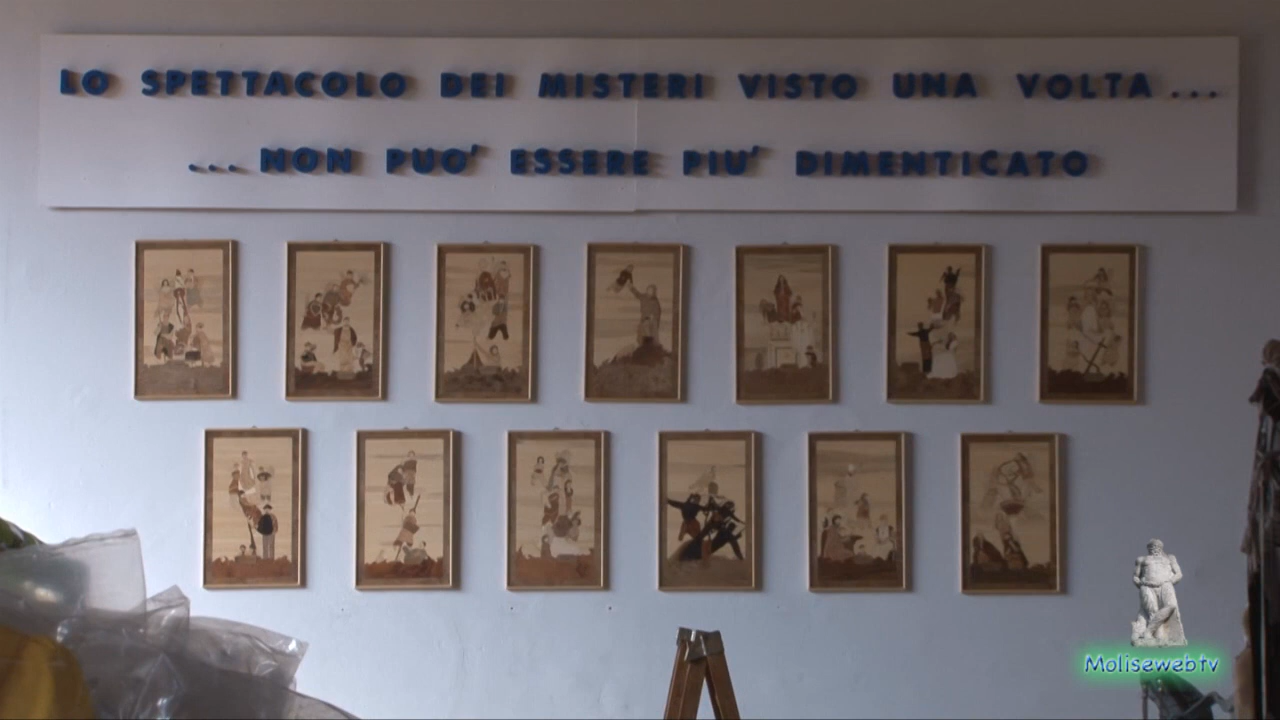 LO SPETTACOLO DEI MISTERI VISTO UNA VOLTA...
...NON PUO' ESSERE PIU' DIMENTICATO
Molisewebtv